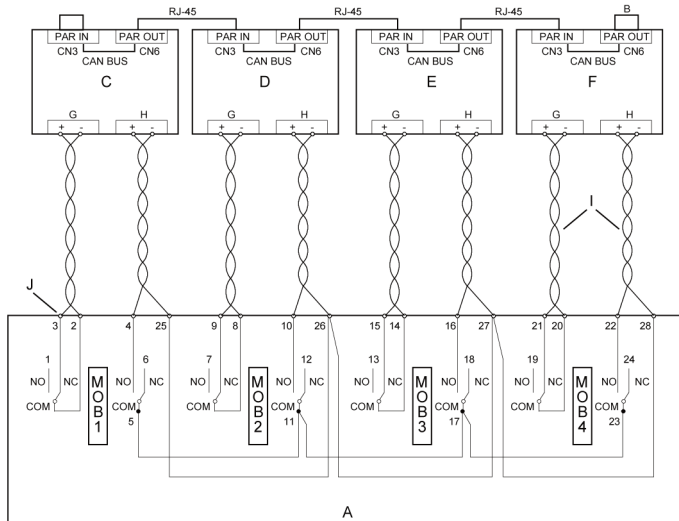 RJ-45 RJ-45 RJ-45 B
PAR IN PAR OUT PAR IN PAR OUT PAR IN PAR OUT PAR IN PAR OUT
CN3 CN6 CN3 CN6 CN3 CN6 CN3 CN6
CAN BUS CAN BUS CAN BUS CAN BUS
C D E F
G H G H G H G H
+ - + - + - + - + - + - + - + -
I
J
3 2 4 25 9 8 10 26 15 14 16 27 21 20 22 28
1 6 7 12 13 18 19 24
NO NC NO NC NO NC NO NC NO NC NO NC NO NC NO NC
MOB1 MOB2 MOB3 MOB4
COM COM COM COM COM COM COM COM
5 11 17 23
A